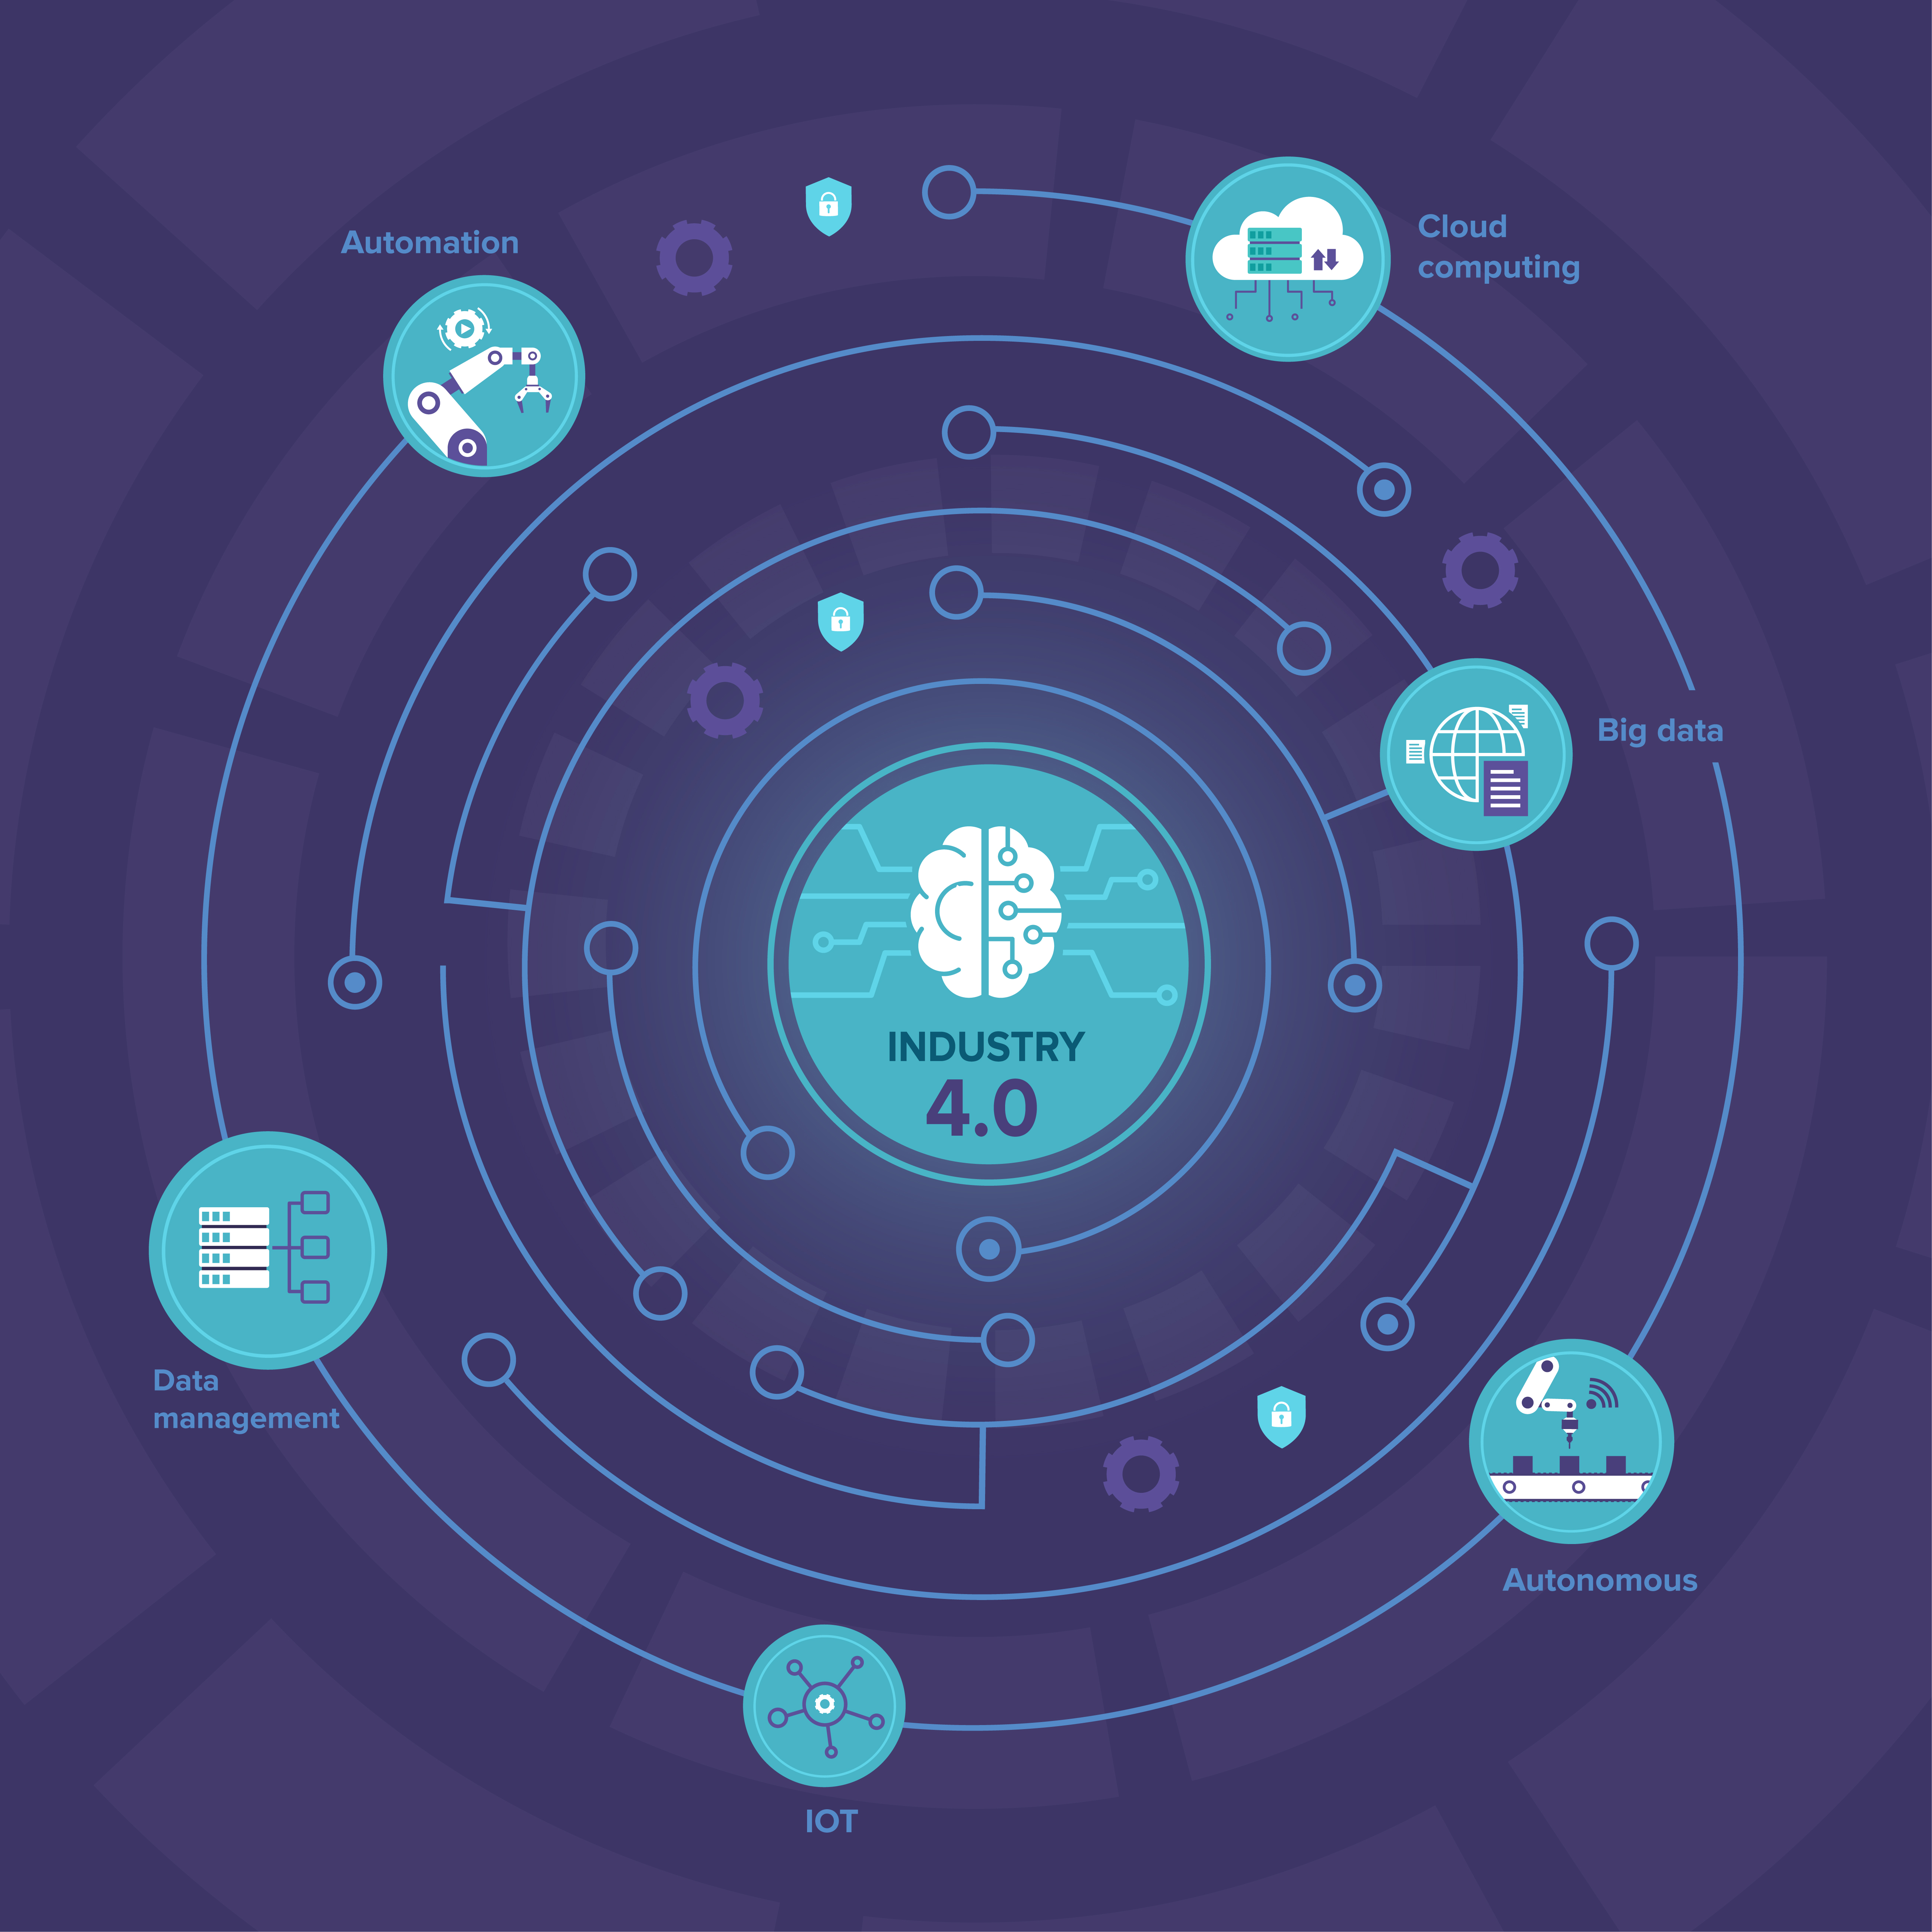 Automation
Cloud
computing
Big data
INDUSTRY
4.0
Data
management
Autonomous
IOT